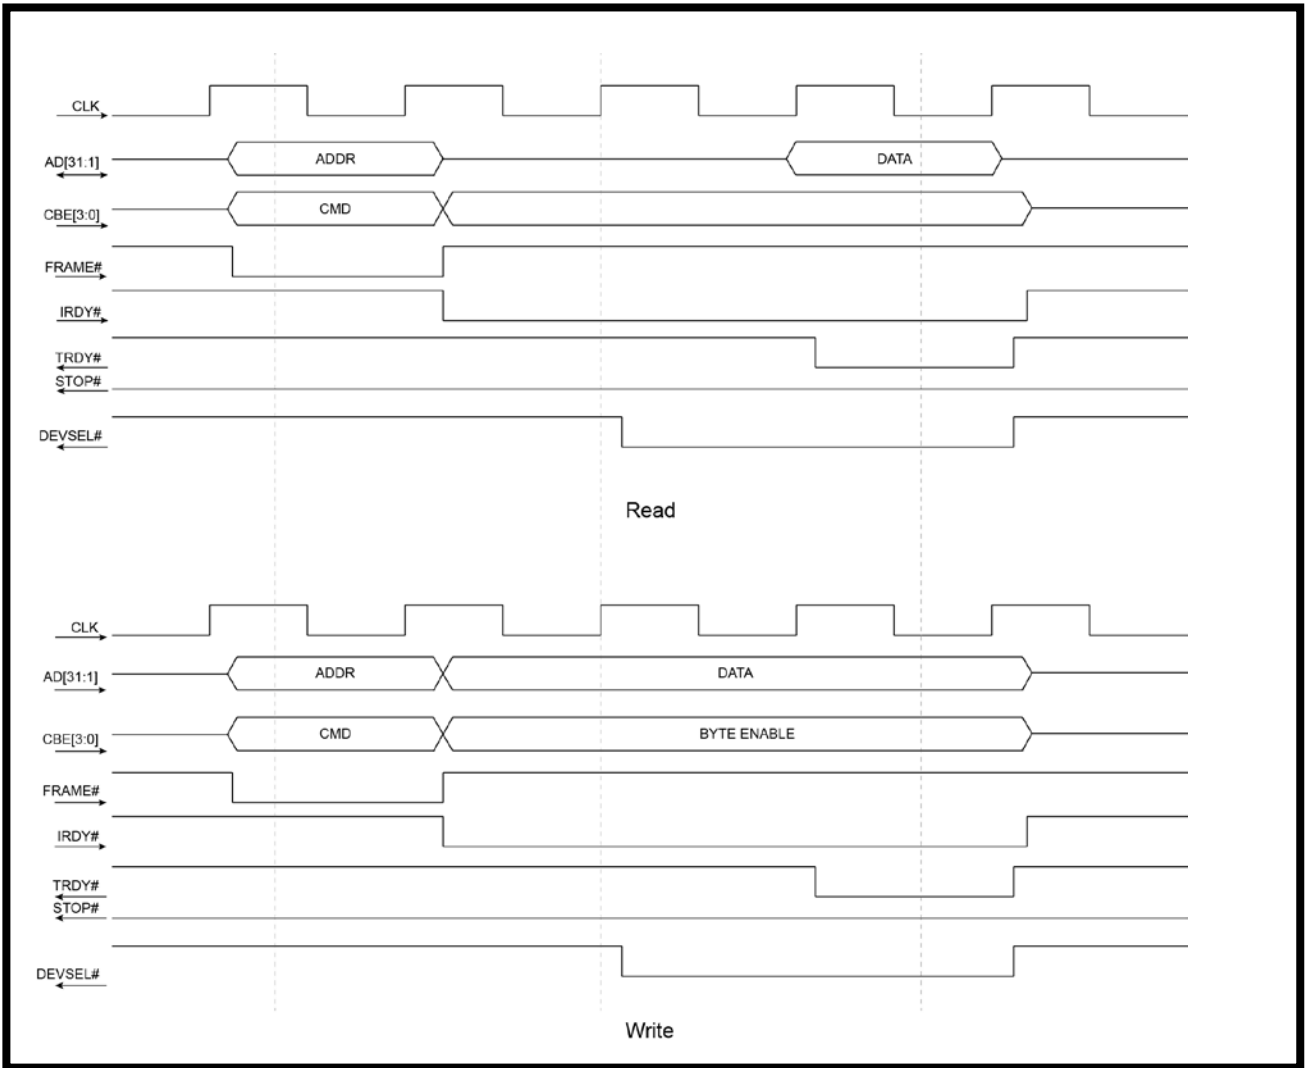 CLK
AD[31:1]
ADDR
DATA
CBE[3:0]
CMD
FRAME#
IRDY#
TRDY#
STOP#
DEVSEL#
Read
CLK
AD[31:1]
ADDR
DATA
CBE[3:0]
CMD
BYTE ENABLE
FRAME#
IRDY#
TRDY#
STOP#
DEVSEL#
Write